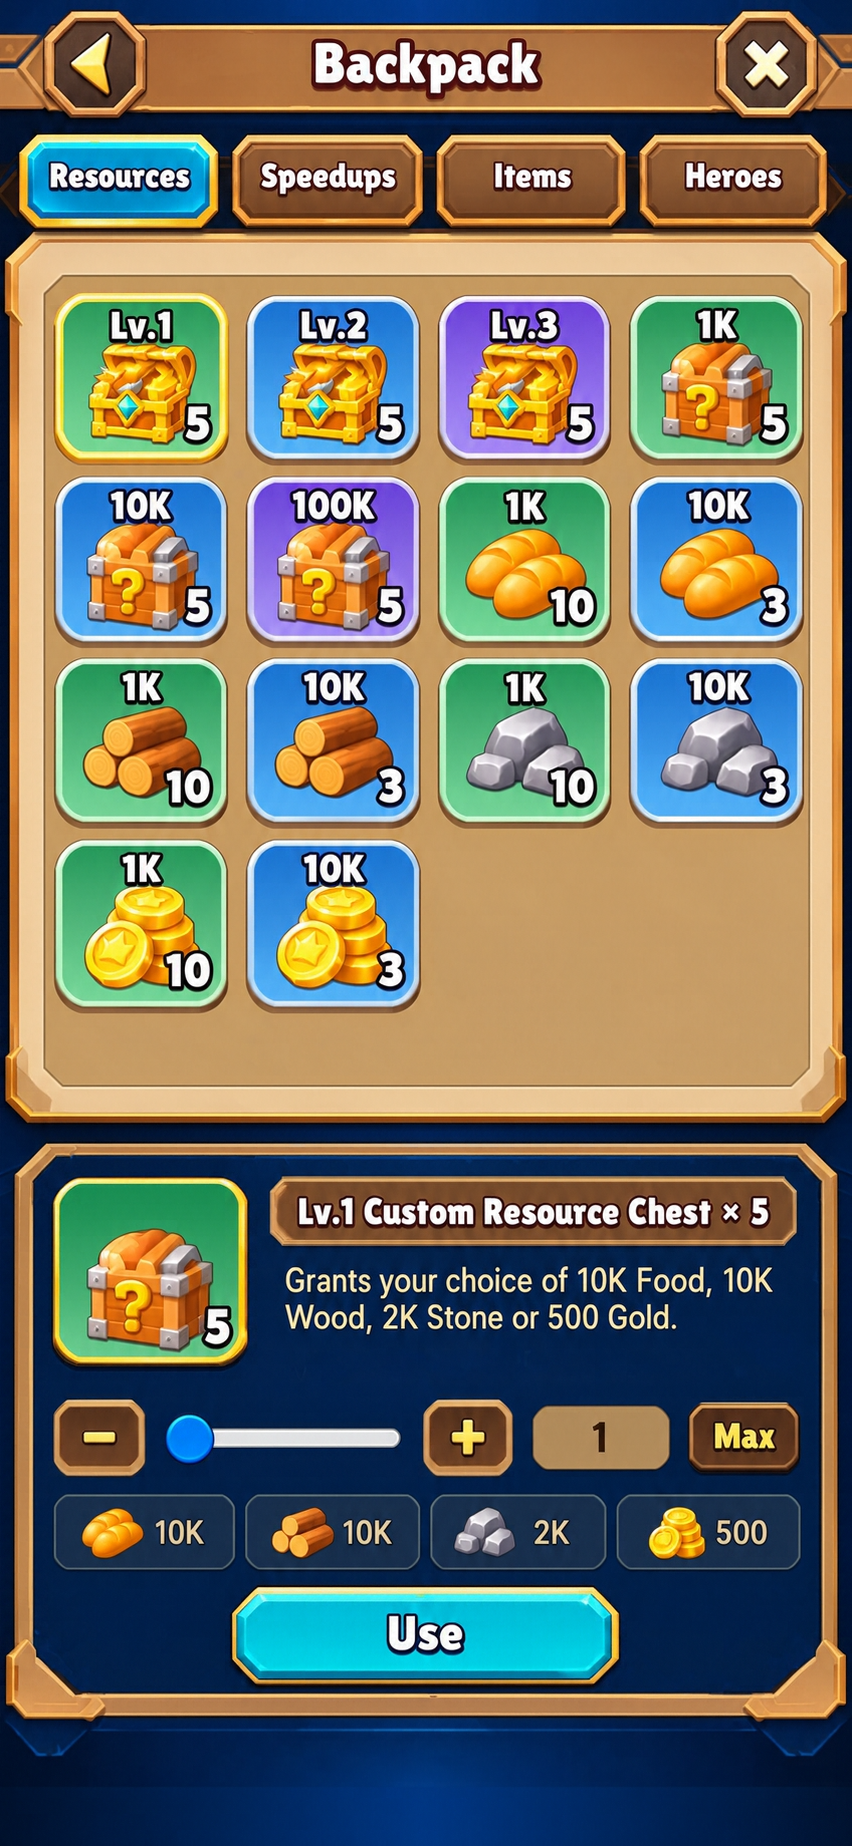 Backpack
Resources Speedups Items Heroes
Lv.1 Lv.2 Lv.3 1K
5 5 5 ? 5
10K 100K 1K 10K
? 5 ? 5 10 3
1K 10K 1K 10K
10 3 10 3
1K 10K
10 3
Lv.1 Custom Resource Chest × 5
? 5
Grants your choice of 10K Food, 10K
Wood, 2K Stone or 500 Gold.
− + 1 Max
10K 10K 2K 500
Use